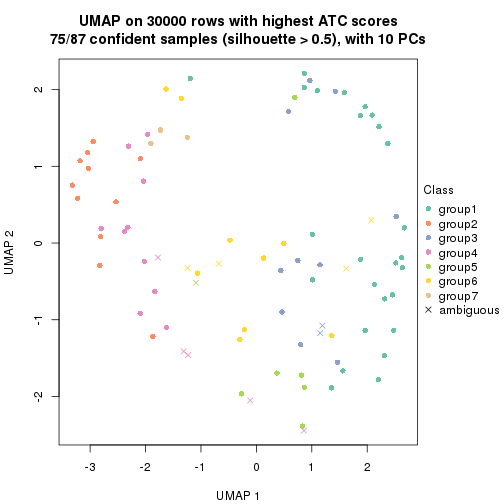 UMAP on 30000 rows with highest ATC scores
75/87 confident samples (silhouette > 0.5), with 10 PCs
2
1
0
-1
-2
UMAP 2
-3
-2
-1
0
1
2
UMAP 1
Class
group1
group2
group3
group4
group5
group6
group7
ambiguous